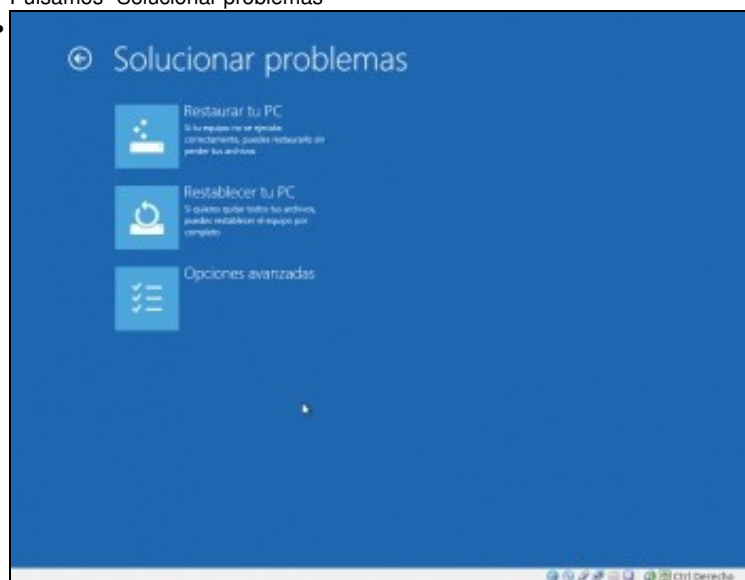 Pulsamos "Solucionar problemas"
Solucionar problemas
Restaurar tu PC
Si tu equipo no se ejecuta
correctamente, puedes restaurarlo sin
perder tus archivos
Restablecer tu PC
Si quieres quitar todos tus archivos,
puedes restablecer el equipo por
completo
Opciones avanzadas
Ctrl Derecho